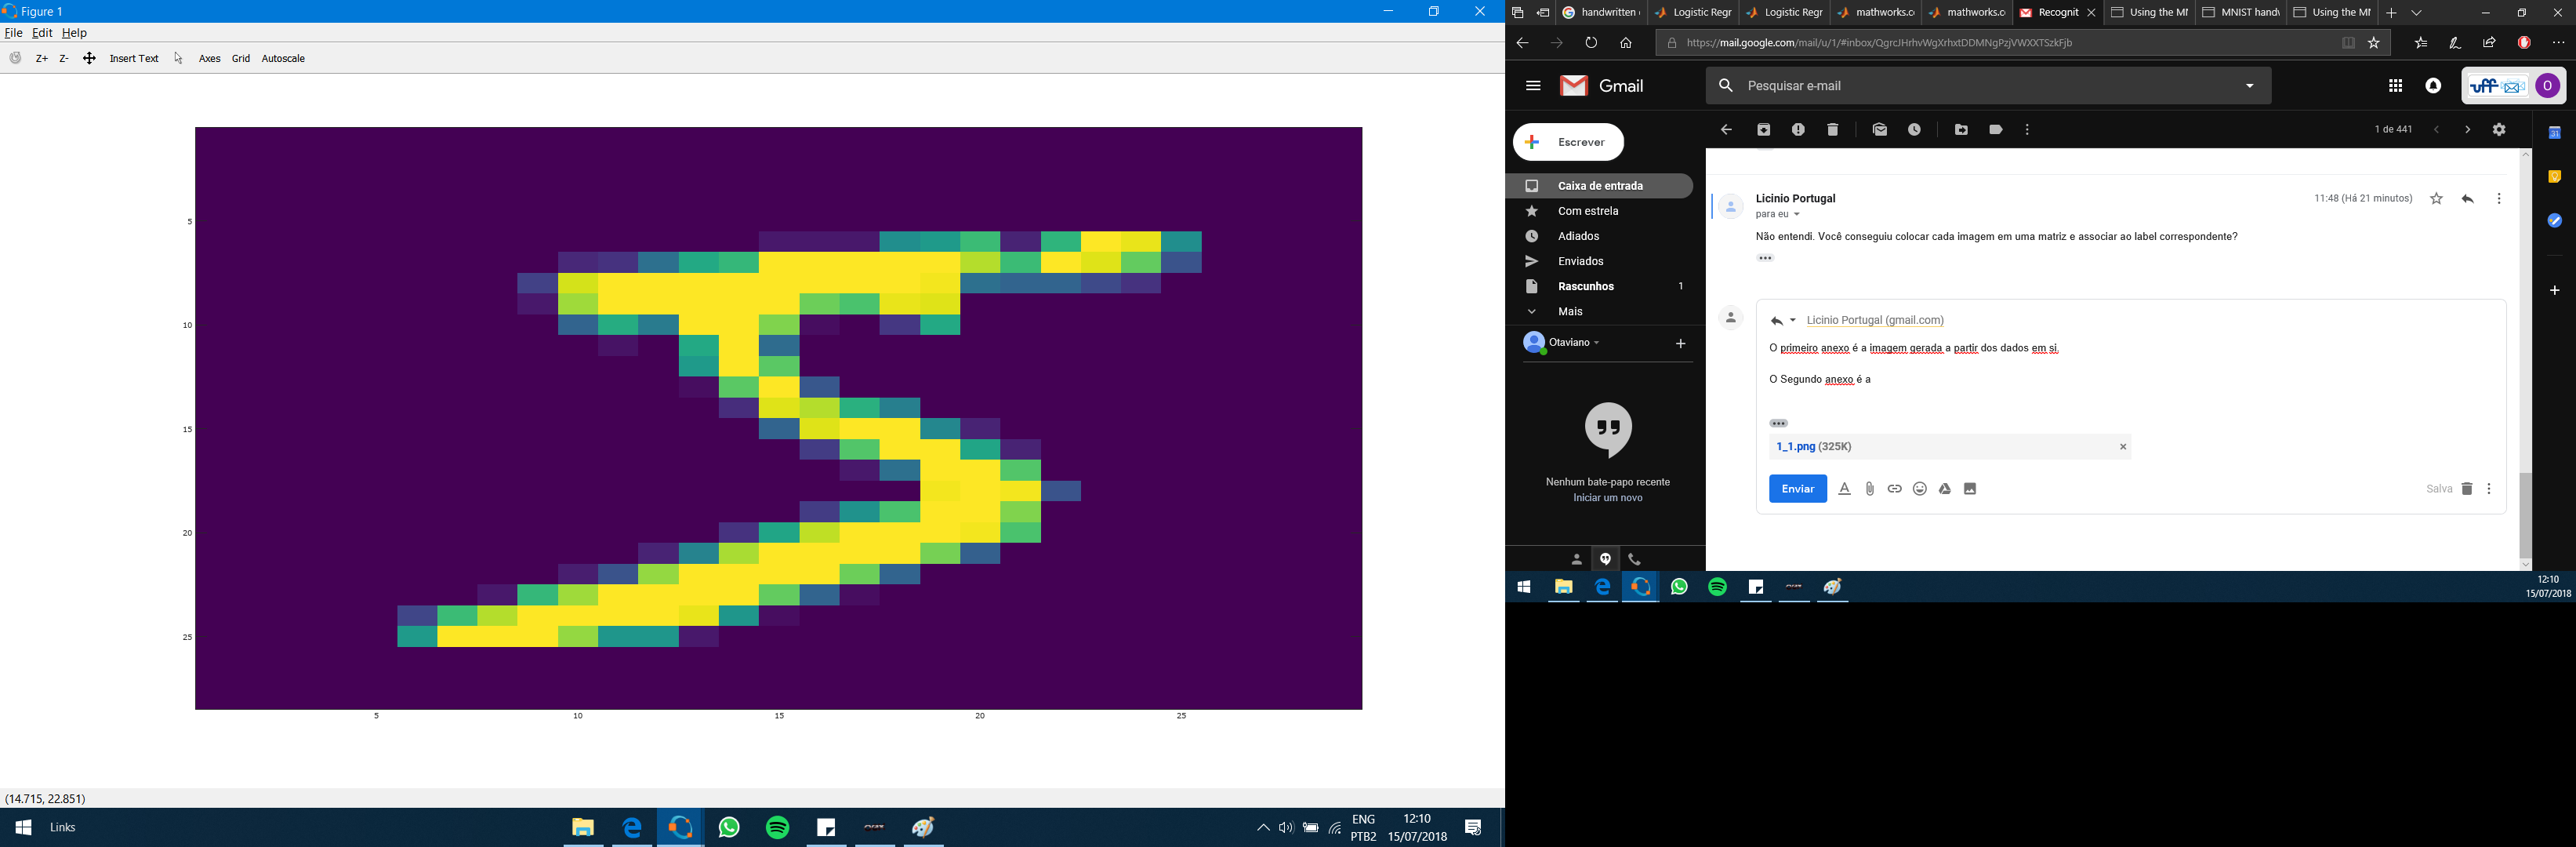 Figure 1
File Edit Help
Z+ Z- Insert Text Axes Grid Autoscale
5
10
15
20
25
5 10 15 20 25
(14.715, 22.851)
Links
ENG
PTB2
12:10
15/07/2018
handwritten Logistic Regr Logistic Regr mathworks.c mathworks.c Recognit Using the MN MNIST handv Using the MN
https://mail.google.com/mail/u/1/#inbox/QgrcJHrhvWgXrhxtDDMNgPzjVWXXTSzkFjb
Gmail
Pesquisar e-mail
uff
O
Escrever
1 de 441
31
Caixa de entrada
Com estrela
Adiados
Enviados
Rascunhos 1
Mais
Otaviano
Nenhum bate-papo recente
Iniciar um novo
Licinio Portugal
11:48 (Há 21 minutos)
para eu
Não entendi. Você conseguiu colocar cada imagem em uma matriz e associar ao label correspondente?
Licinio Portugal (gmail.com)
O primeiro anexo é a imagem gerada a partir dos dados em si.
O Segundo anexo é a
1_1.png (325K)
Enviar
Salva
12:10
15/07/2018